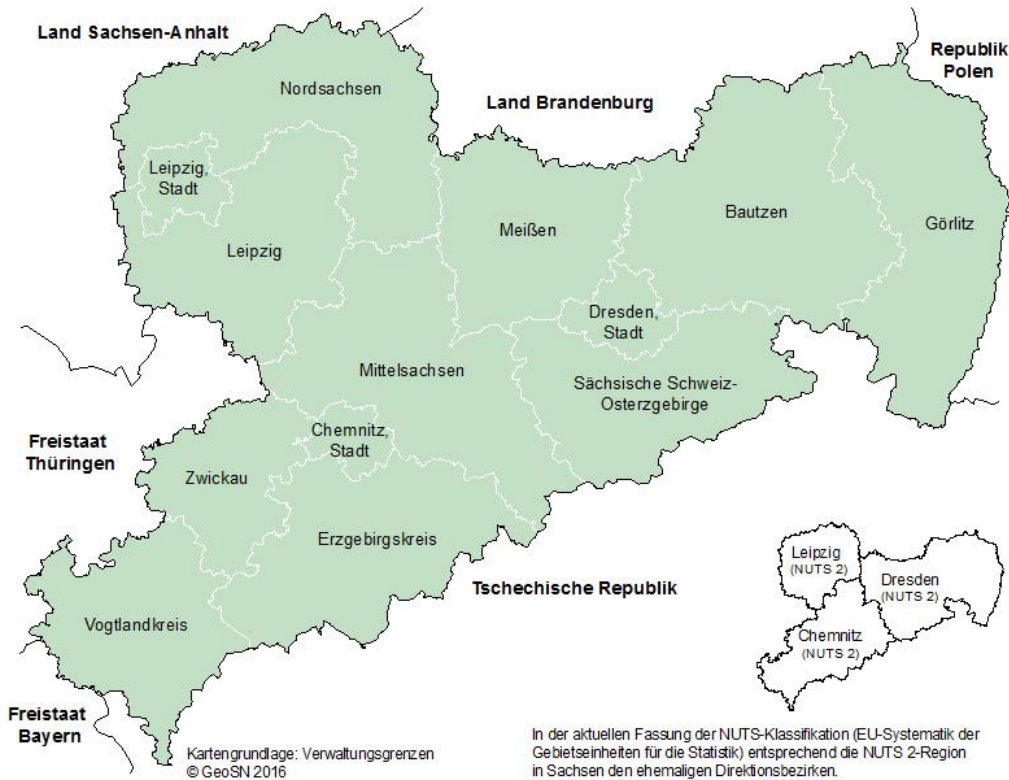 Land Sachsen-Anhalt
Republik
Polen
Nordsachsen
Land Brandenburg
Leipzig,
Stadt
Bautzen
Meißen
Görlitz
Leipzig
Dresden,
Stadt
Mittelsachsen
Sächsische Schweiz-
Osterzgebirge
Chemnitz,
Stadt
Freistaat
Thüringen
Zwickau
Erzgebirgskreis
Leipzig
(NUTS 2)
Dresden
(NUTS 2)
Tschechische Republik
Vogtlandkreis
Chemnitz
(NUTS 2)
Freistaat
Bayern
Kartengrundlage: Verwaltungsgrenzen
© GeoSN 2016
In der aktuellen Fassung der NUTS-Klassifikation (EU-Systematik der
Gebietseinheiten für die Statistik) entsprechend die NUTS 2-Region
in Sachsen den ehemaligen Direktionsbezirken.